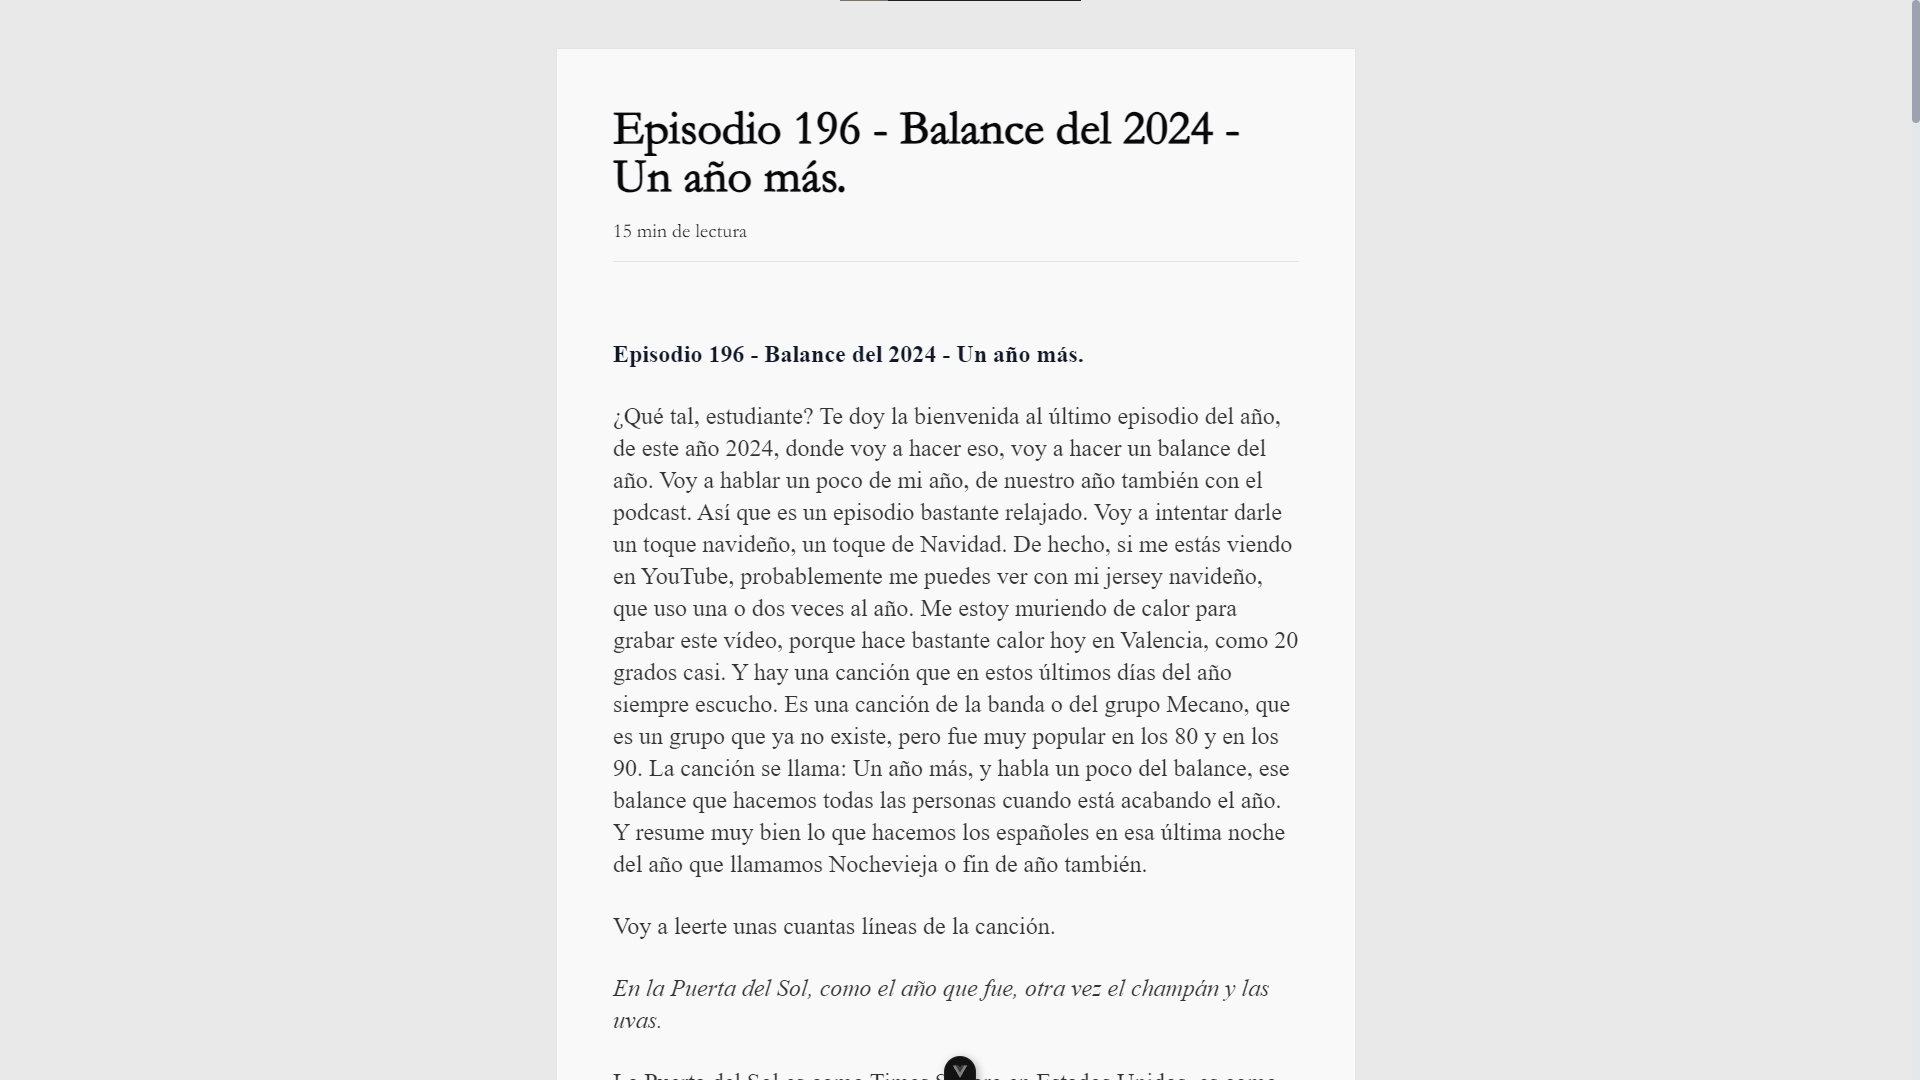 Episodio 196 - Balance del 2024 -
Un año más.
15 min de lectura
Episodio 196 - Balance del 2024 - Un año más.
¿Qué tal, estudiante? Te doy la bienvenida al último episodio del año,
de este año 2024, donde voy a hacer eso, voy a hacer un balance del
año. Voy a hablar un poco de mi año, de nuestro año también con el
podcast. Así que es un episodio bastante relajado. Voy a intentar darle
un toque navideño, un toque de Navidad. De hecho, si me estás viendo
en YouTube, probablemente me puedes ver con mi jersey navideño,
que uso una o dos veces al año. Me estoy muriendo de calor para
grabar este vídeo, porque hace bastante calor hoy en Valencia, como 20
grados casi. Y hay una canción que en estos últimos días del año
siempre escucho. Es una canción de la banda o del grupo Mecano, que
es un grupo que ya no existe, pero fue muy popular en los 80 y en los
90. La canción se llama: Un año más, y habla un poco del balance, ese
balance que hacemos todas las personas cuando está acabando el año.
Y resume muy bien lo que hacemos los españoles en esa última noche
del año que llamamos Nochevieja o fin de año también.
Voy a leerte unas cuantas líneas de la canción.
En la Puerta del Sol, como el año que fue, otra vez el champán y las
uvas.
La Puerta del Sol es como Times en Estados Unidos, es como